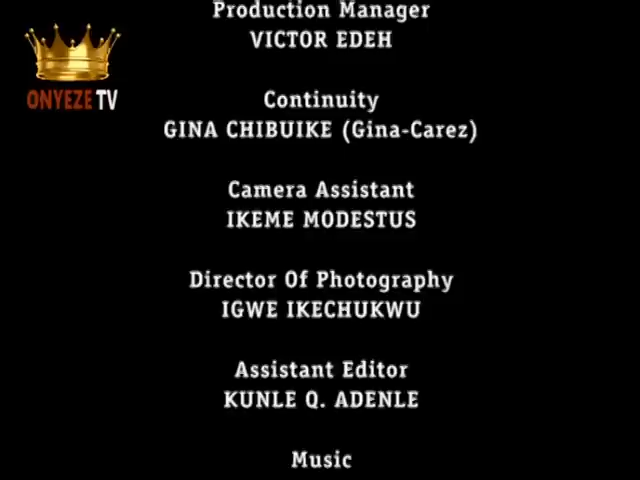 Production Manager
VICTOR EDEH
ONYEZE TV
Continuity
GINA CHIBUIKE (Gina-Carez)
Camera Assistant
IKEME MODESTUS
Director Of Photography
IGWE IKECHUKWU
Assistant Editor
KUNLE Q. ADENLE
Music